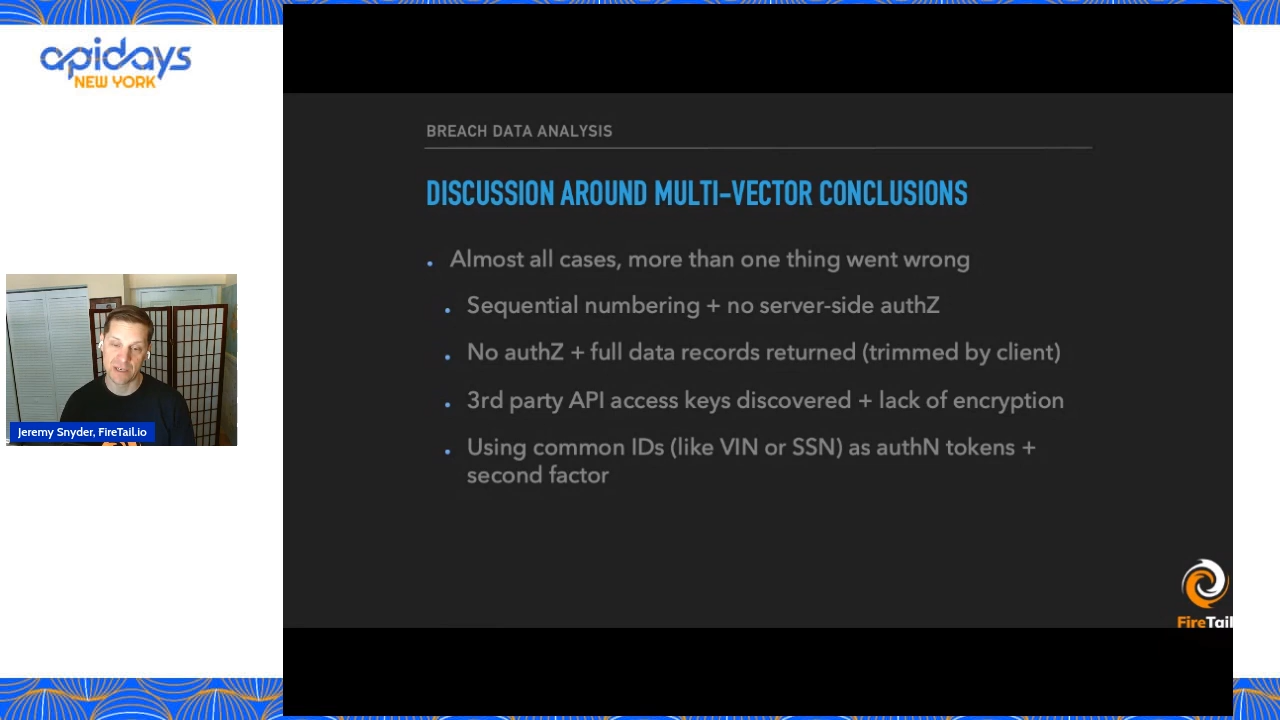 apidays
NEW YORK
BREACH DATA ANALYSIS
DISCUSSION AROUND MULTI-VECTOR CONCLUSIONS
• Almost all cases, more than one thing went wrong
• Sequential numbering + no server-side authZ
• No authZ + full data records returned (trimmed by client)
• 3rd party API access keys discovered + lack of encryption
• Using common IDs (like VIN or SSN) as authN tokens +
second factor
Jeremy Snyder, FireTail.io
FireTail